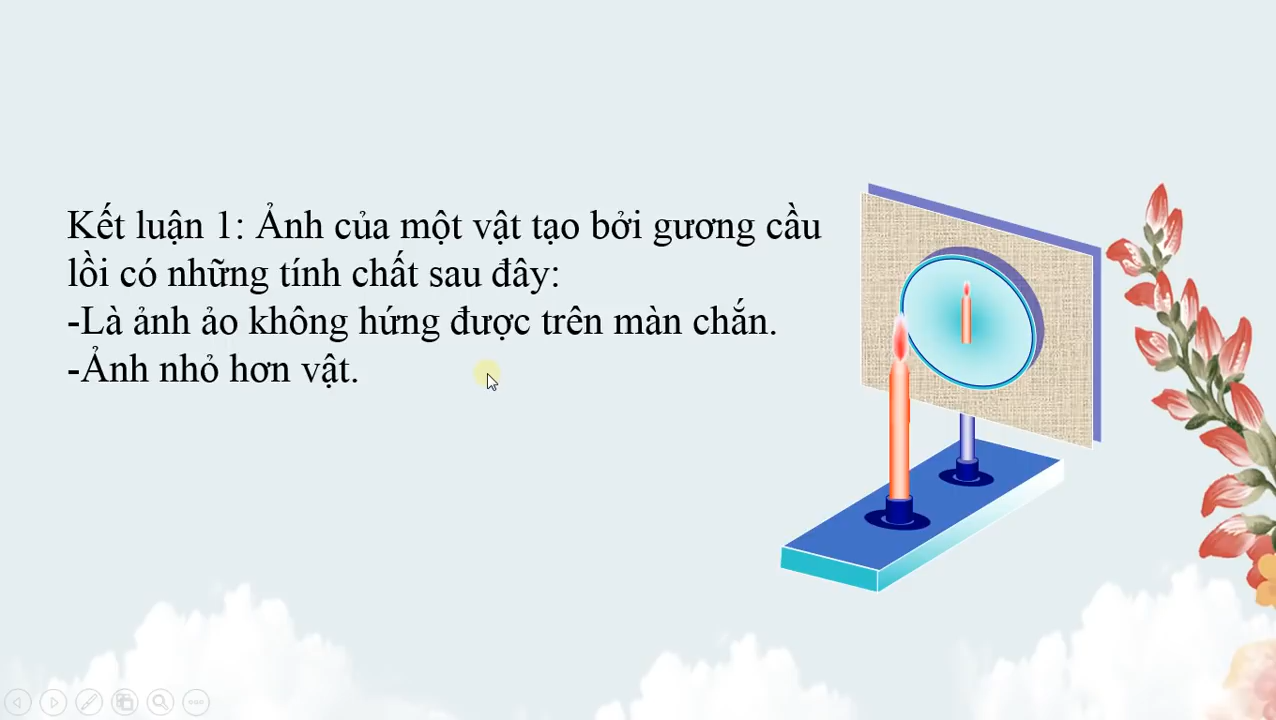 Kết luận 1: Ảnh của một vật tạo bởi gương cầu
lồi có những tính chất sau đây:
-Là ảnh ảo không hứng được trên màn chắn.
-Ảnh nhỏ hơn vật.